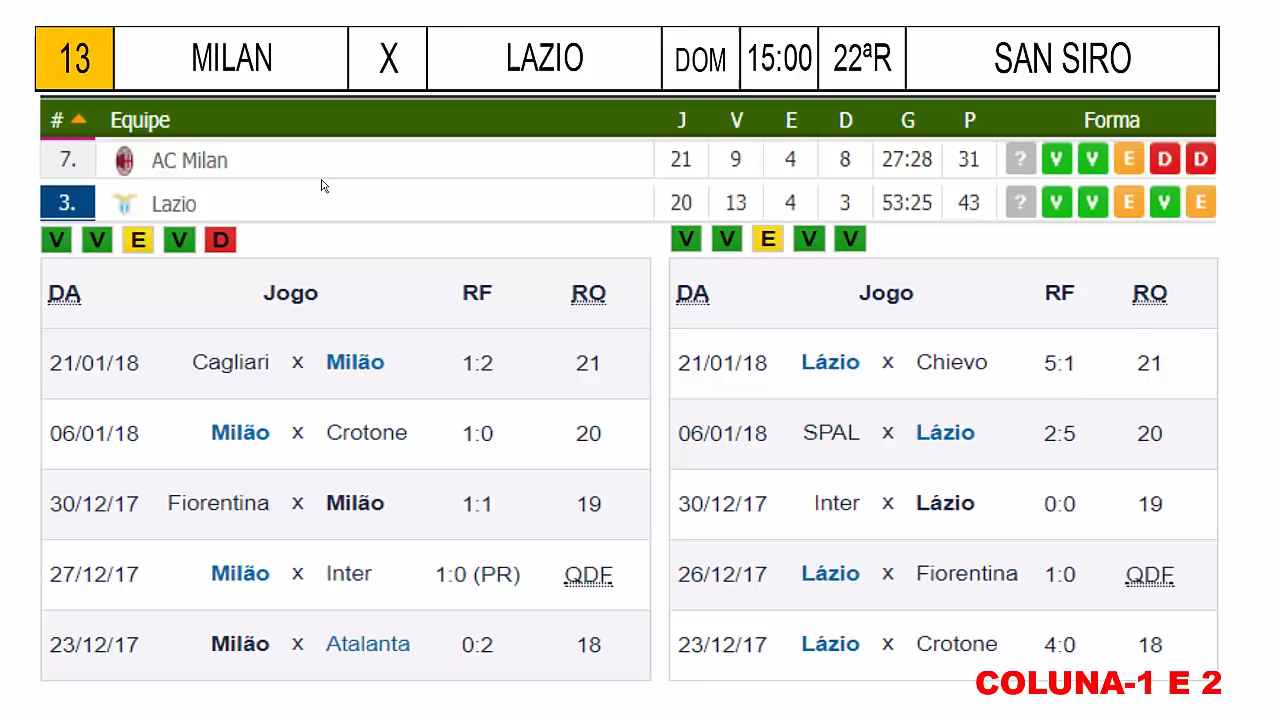 13 MILAN X LAZIO DOM 15:00 22ªR SAN SIRO
# Equipe J V E D G P Forma
7. AC Milan 21 9 4 8 27:28 31 ? V V E D D
3. Lazio 20 13 4 3 53:25 43 ? V V E V E
V V E V D
V V E V V
DA Jogo RF RQ
21/01/18 Cagliari x Milão 1:2 21
06/01/18 Milão x Crotone 1:0 20
30/12/17 Fiorentina x Milão 1:1 19
27/12/17 Milão x Inter 1:0 (PR) QDF
23/12/17 Milão x Atalanta 0:2 18
DA Jogo RF RQ
21/01/18 Lázio x Chievo 5:1 21
06/01/18 SPAL x Lázio 2:5 20
30/12/17 Inter x Lázio 0:0 19
26/12/17 Lázio x Fiorentina 1:0 QDF
23/12/17 Lázio x Crotone 4:0 18
COLUNA-1 E 2